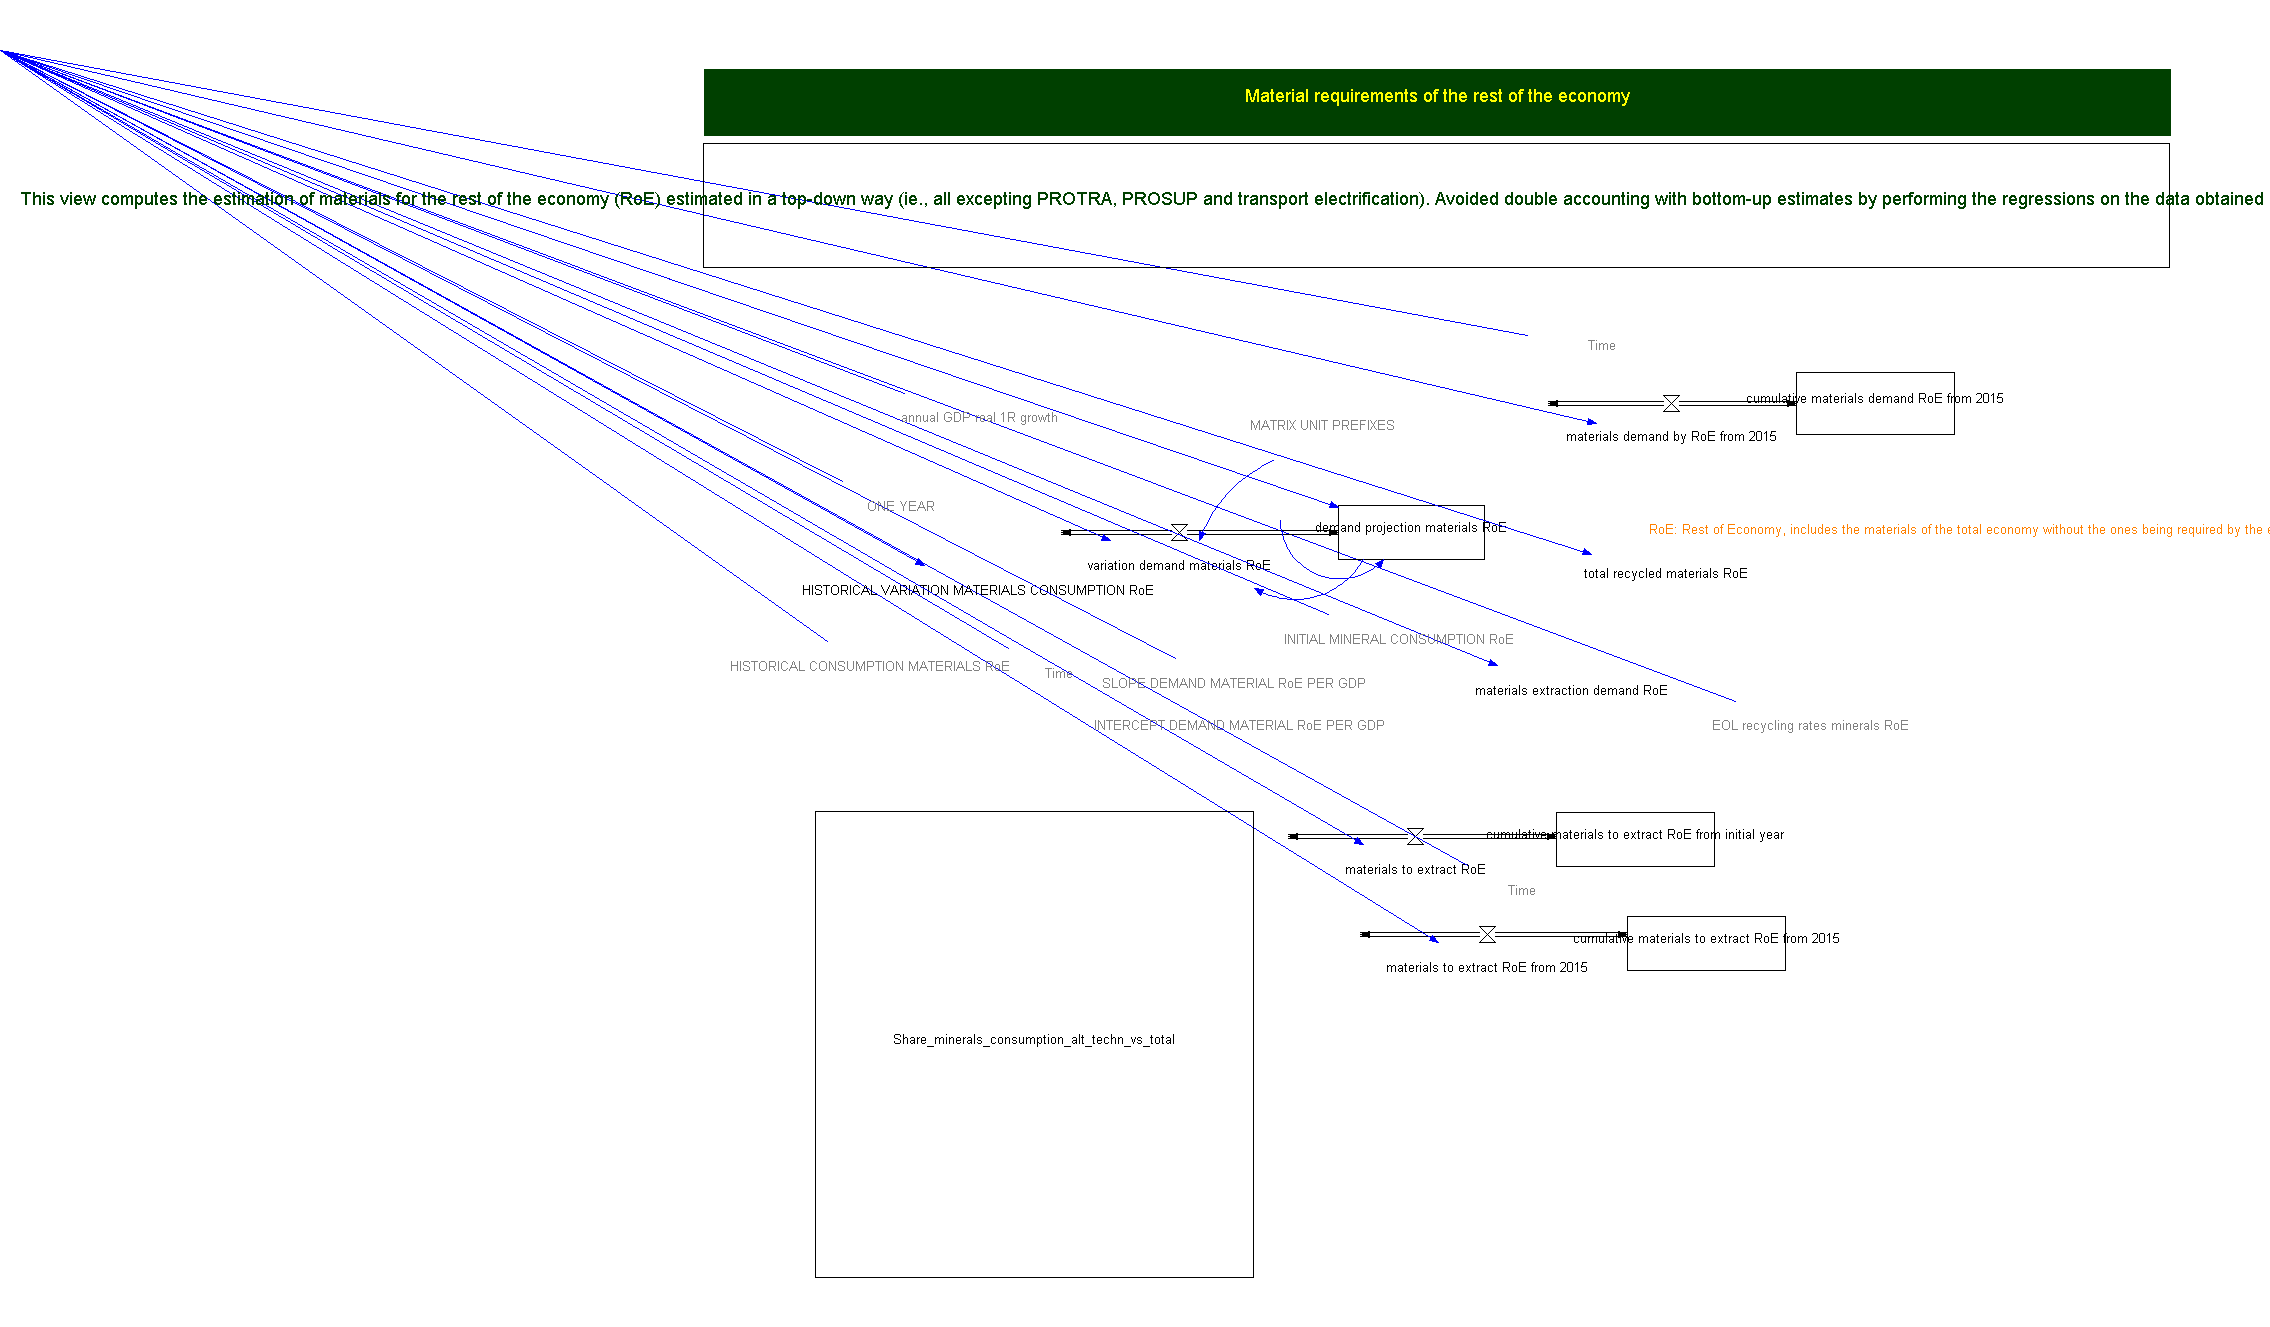 Material requirements of the rest of the economy
This view computes the estimation of materials for the rest of the economy (RoE) estimated in a top-down way (ie., all excepting PROTRA, PROSUP and transport electrification). Avoided double accounting with bottom-up estimates by performing the regressions on the data obtained
Time
cumulative materials demand RoE from 2015
annual GDP real 1R growth
MATRIX UNIT PREFIXES
materials demand by RoE from 2015
ONE YEAR
demand projection materials RoE
RoE: Rest of Economy, includes the materials of the total economy without the ones being required by the
variation demand materials RoE
total recycled materials RoE
HISTORICAL VARIATION MATERIALS CONSUMPTION RoE
INITIAL MINERAL CONSUMPTION RoE
HISTORICAL CONSUMPTION MATERIALS RoE
Time
SLOPE DEMAND MATERIAL RoE PER GDP
materials extraction demand RoE
INTERCEPT DEMAND MATERIAL RoE PER GDP
EOL recycling rates minerals RoE
cumulative materials to extract RoE from initial year
materials to extract RoE
Time
cumulative materials to extract RoE from 2015
materials to extract RoE from 2015
Share_minerals_consumption_alt_techn_vs_total